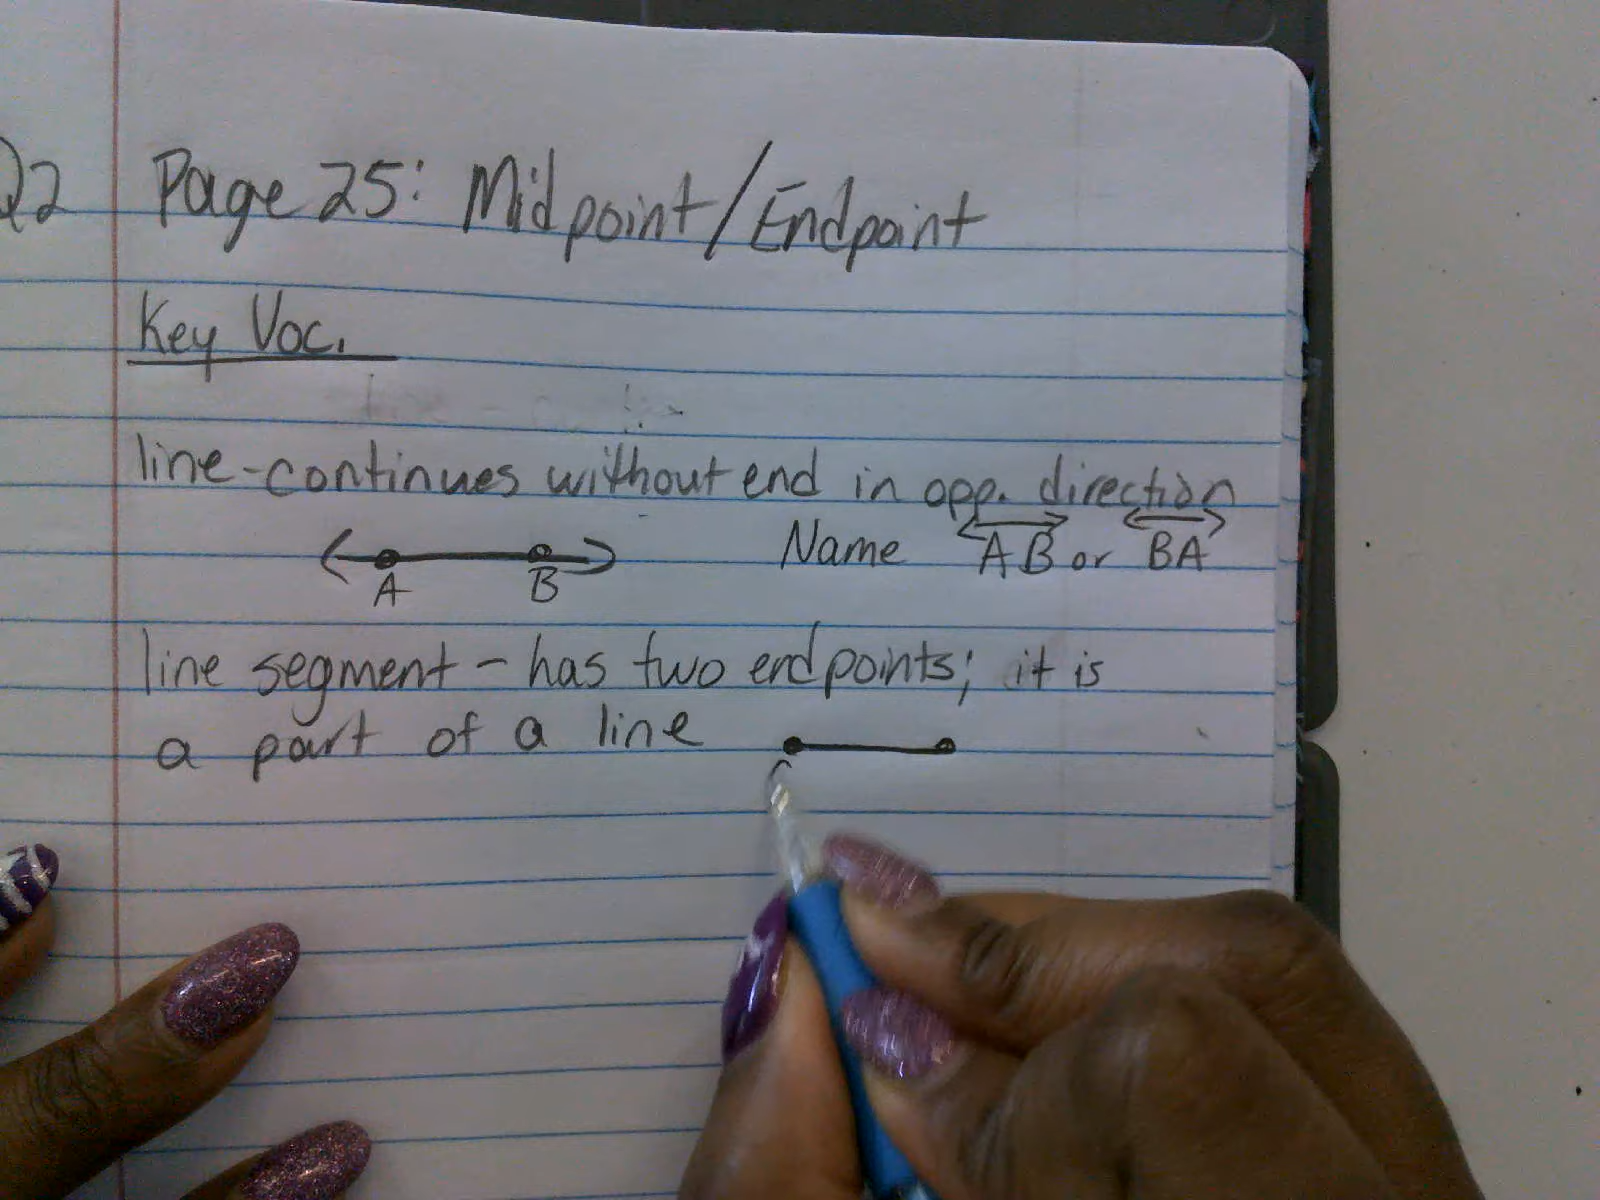 Q2 Page 25: Midpoint/Endpoint
Key Voc.
line-continues without end in opp. direction
A B Name AB or BA
line segment - has two endpoints; it is
a part of a line